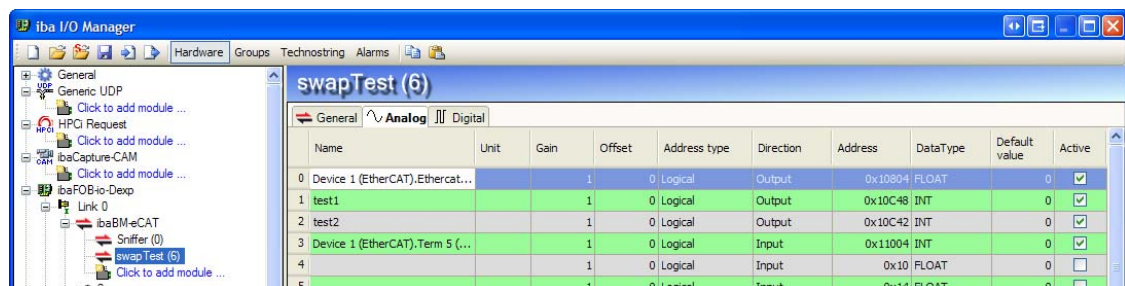 iba I/O Manager
Hardware Groups Technostring Alarms
General
Generic UDP
Click to add module ...
HPCi Request
Click to add module ...
ibaCapture-CAM
Click to add module ...
ibaFOB-io-Dexp
Link 0
ibaBM-eCAT
Sniffer (0)
swapTest (6)
Click to add module ...
swapTest (6)
General Analog Digital
Name Unit Gain Offset Address type Direction Address DataType Default value Active
0 Device 1 (EtherCAT).Ethercat... 1 0 Logical Output 0x10804 FLOAT 0
1 test1 1 0 Logical Output 0x10C48 INT 0
2 test2 1 0 Logical Output 0x10C42 INT 0
3 Device 1 (EtherCAT).Term 5 (... 1 0 Logical Input 0x11004 INT 0
4 1 0 Logical Input 0x10 FLOAT 0